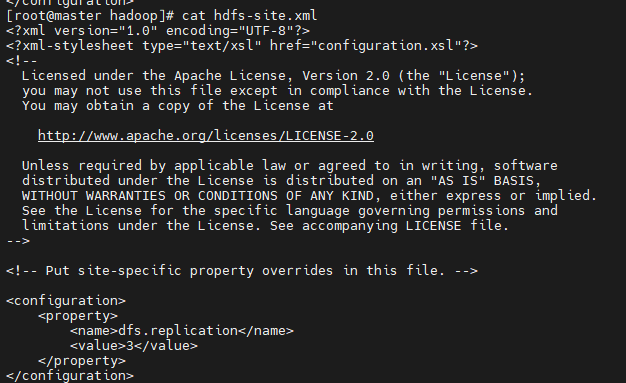 </configuration>
[root@master hadoop]# cat hdfs-site.xml
<?xml version="1.0" encoding="UTF-8"?>
<?xml-stylesheet type="text/xsl" href="configuration.xsl"?>
<!--
  Licensed under the Apache License, Version 2.0 (the "License");
  you may not use this file except in compliance with the License.
  You may obtain a copy of the License at

    http://www.apache.org/licenses/LICENSE-2.0

  Unless required by applicable law or agreed to in writing, software
  distributed under the License is distributed on an "AS IS" BASIS,
  WITHOUT WARRANTIES OR CONDITIONS OF ANY KIND, either express or implied.
  See the License for the specific language governing permissions and
  limitations under the License. See accompanying LICENSE file.
-->

<!-- Put site-specific property overrides in this file. -->

<configuration>
    <property>
        <name>dfs.replication</name>
        <value>3</value>
    </property>
</configuration>